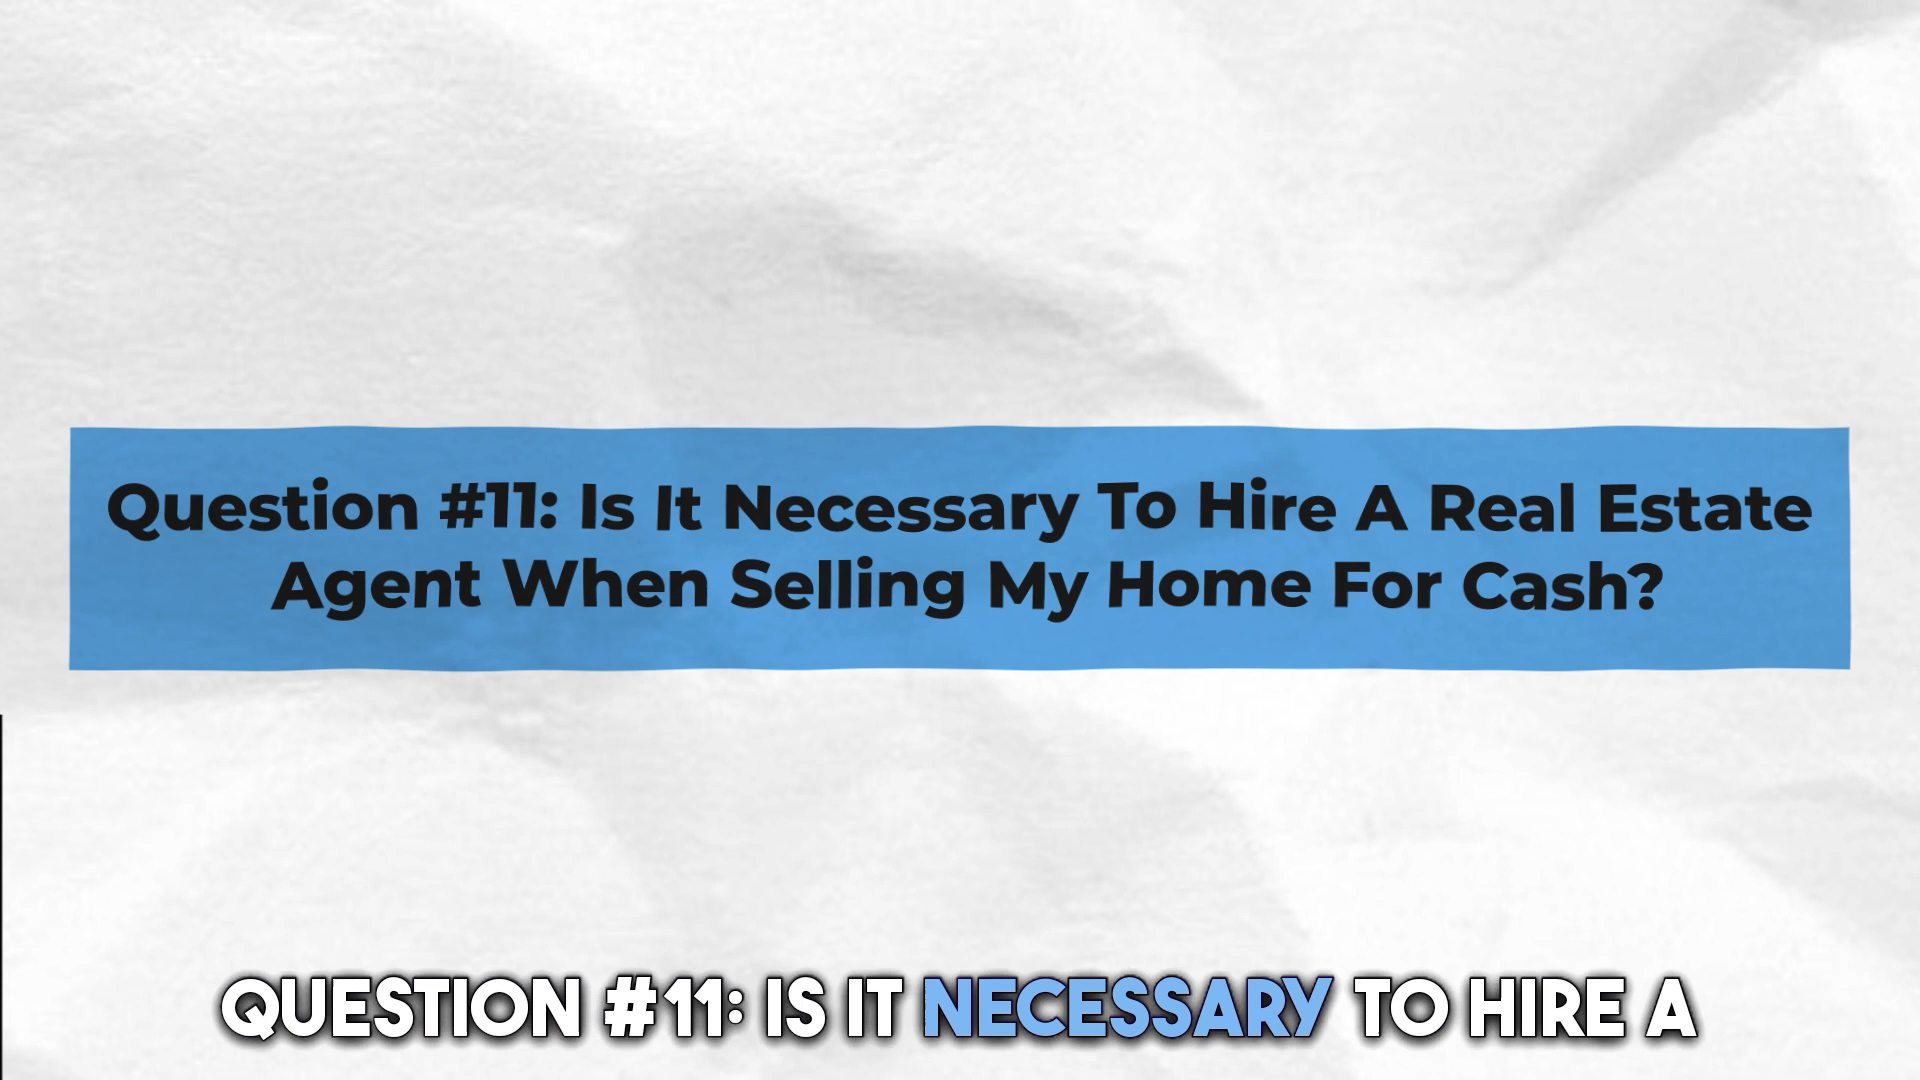 Question #11: Is It Necessary To Hire A Real Estate
Agent When Selling My Home For Cash?
QUESTION #11: IS IT NECESSARY TO HIRE A